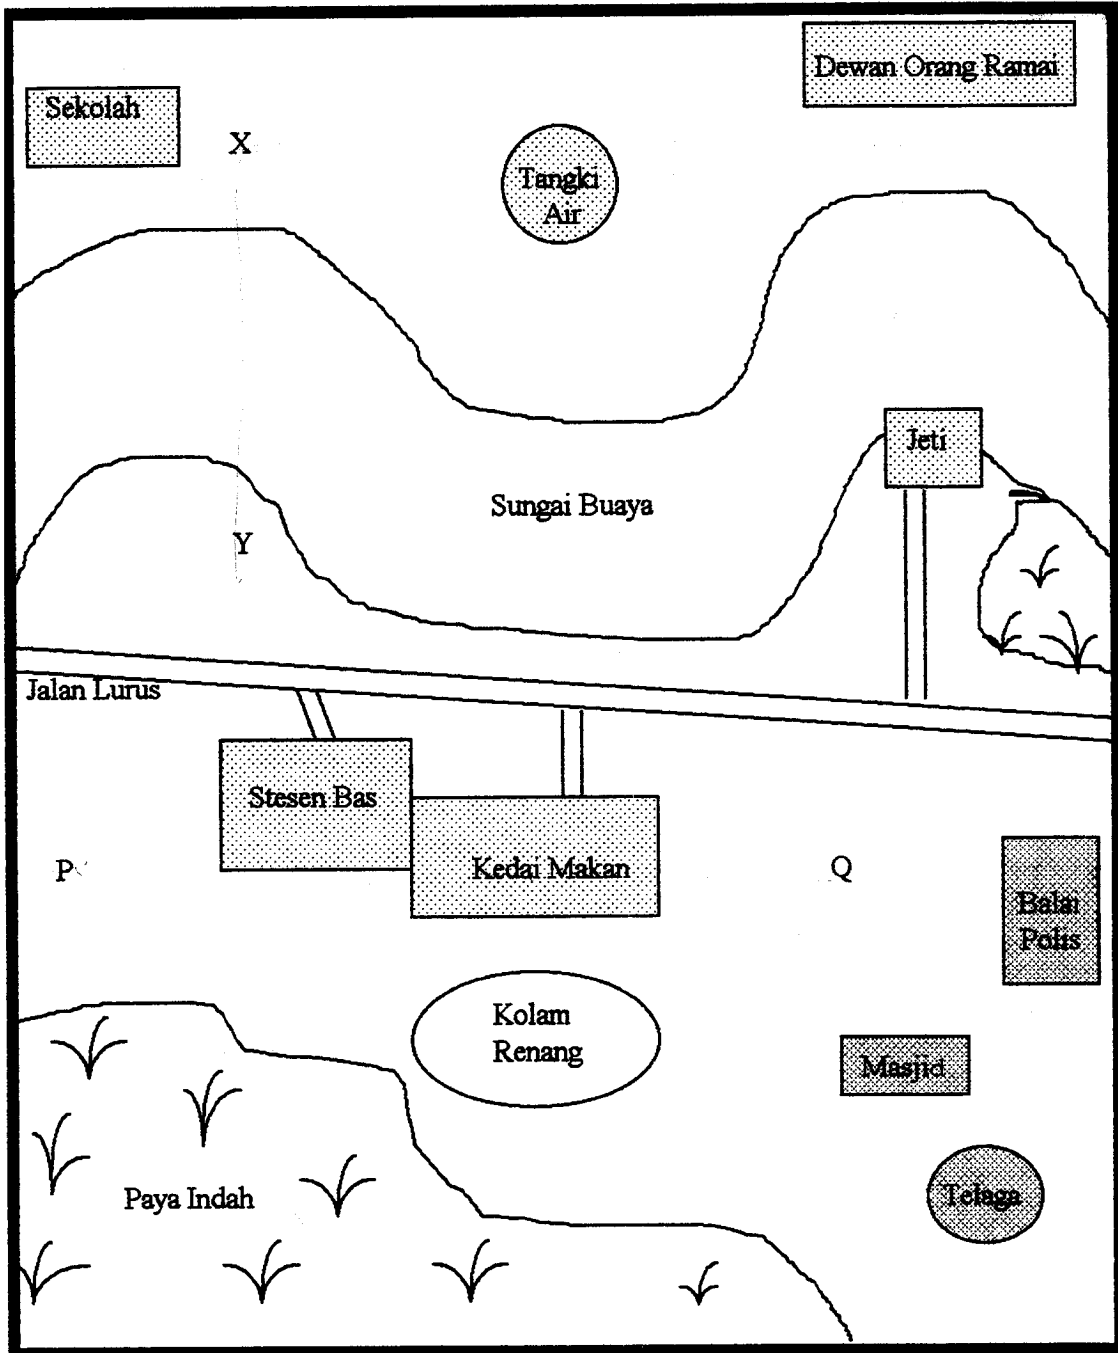 Dewan Orang Ramai
Sekolah
X
Tangki
Air
Jeti
Sungai Buaya
Y
Jalan Lurus
Stesen Bas
Kedai Makan
P
Q
Balai
Polis
Kolam
Renang
Masjid
Telaga
Paya Indah